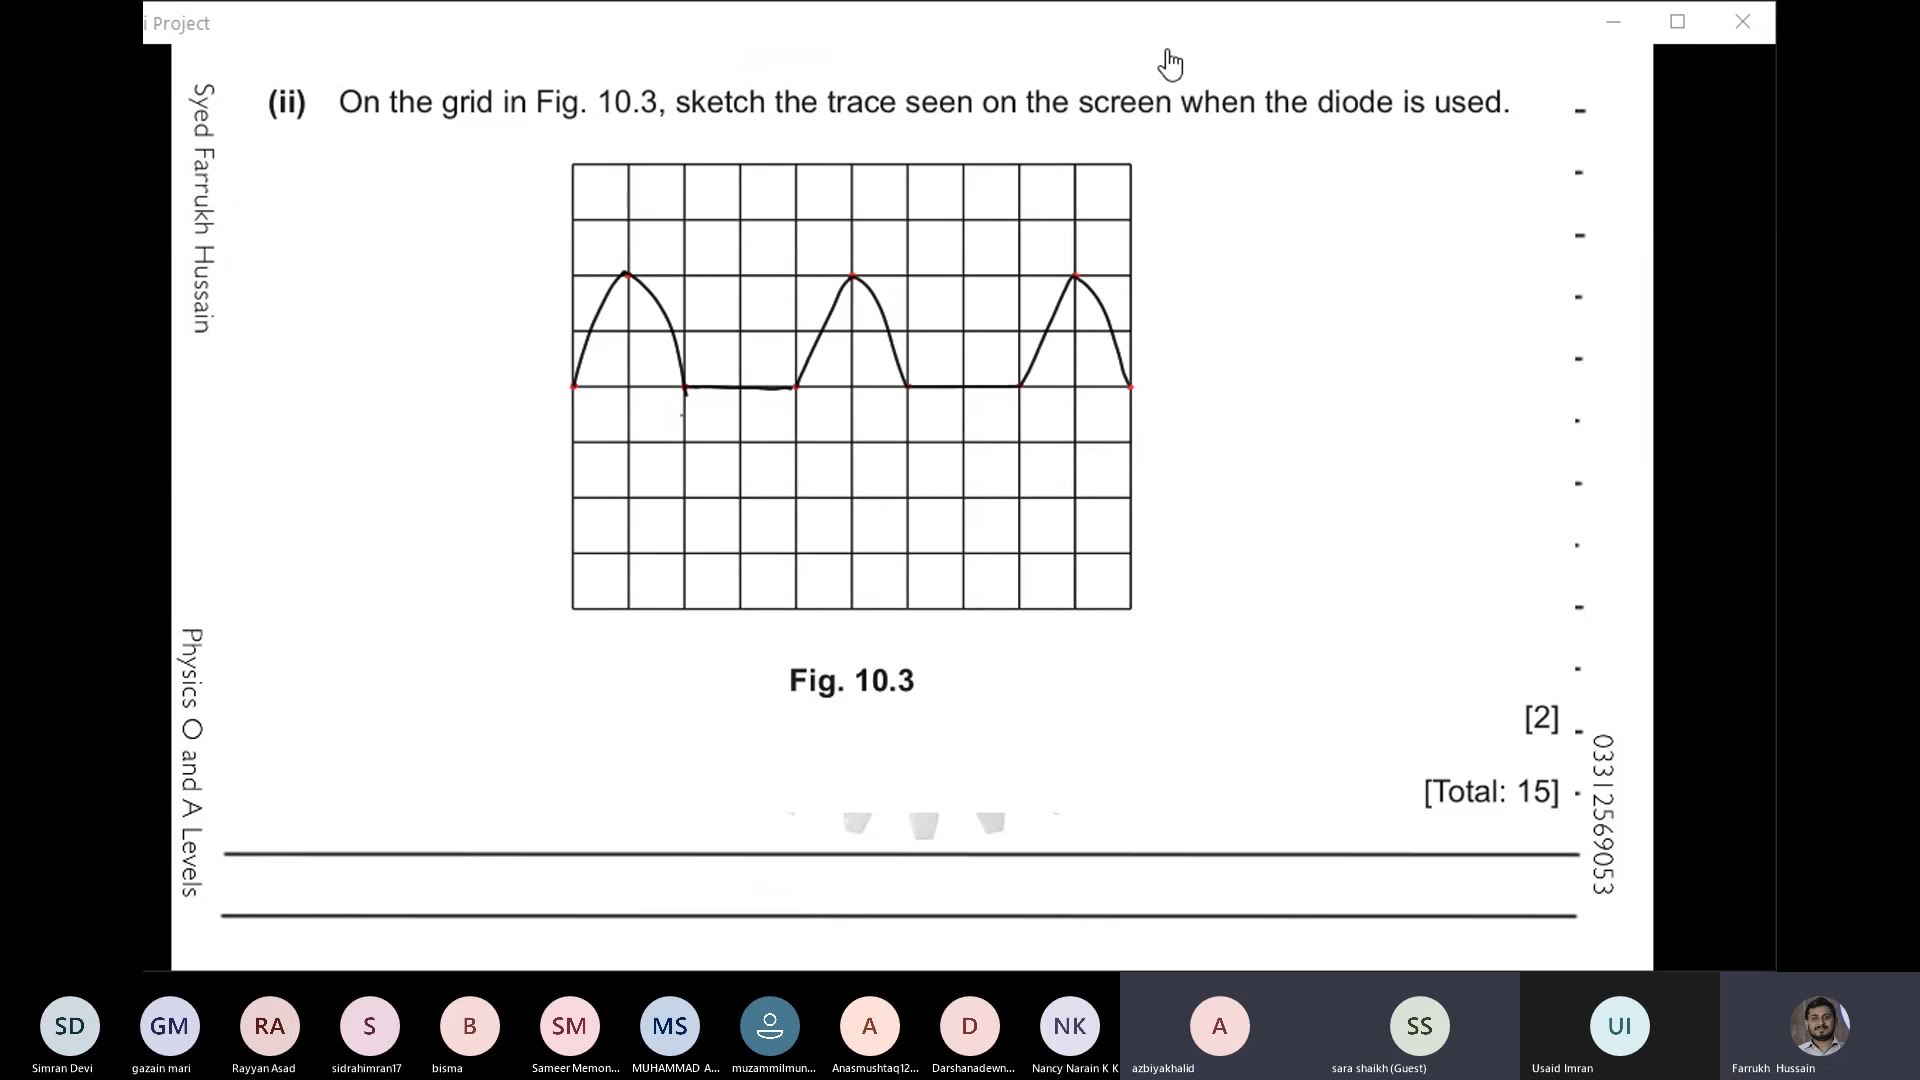 i Project
(ii) On the grid in Fig. 10.3, sketch the trace seen on the screen when the diode is used.
Syed Farrukh Hussain
Fig. 10.3
[2]
[Total: 15]
Physics O and A Levels
03312569053
SD
GM
RA
S
B
SM
MS
A
D
NK
A
SS
UI
Simran Devi
gazain mari
Rayyan Asad
sidrahimran17
bisma
Sameer Memon...
MUHAMMAD A...
muzammilmun...
Anasmushtaq12...
Darshanadewn...
Nancy Narain K K
azbiyakhalid
sara shaikh (Guest)
Usaid Imran
Farrukh Hussain